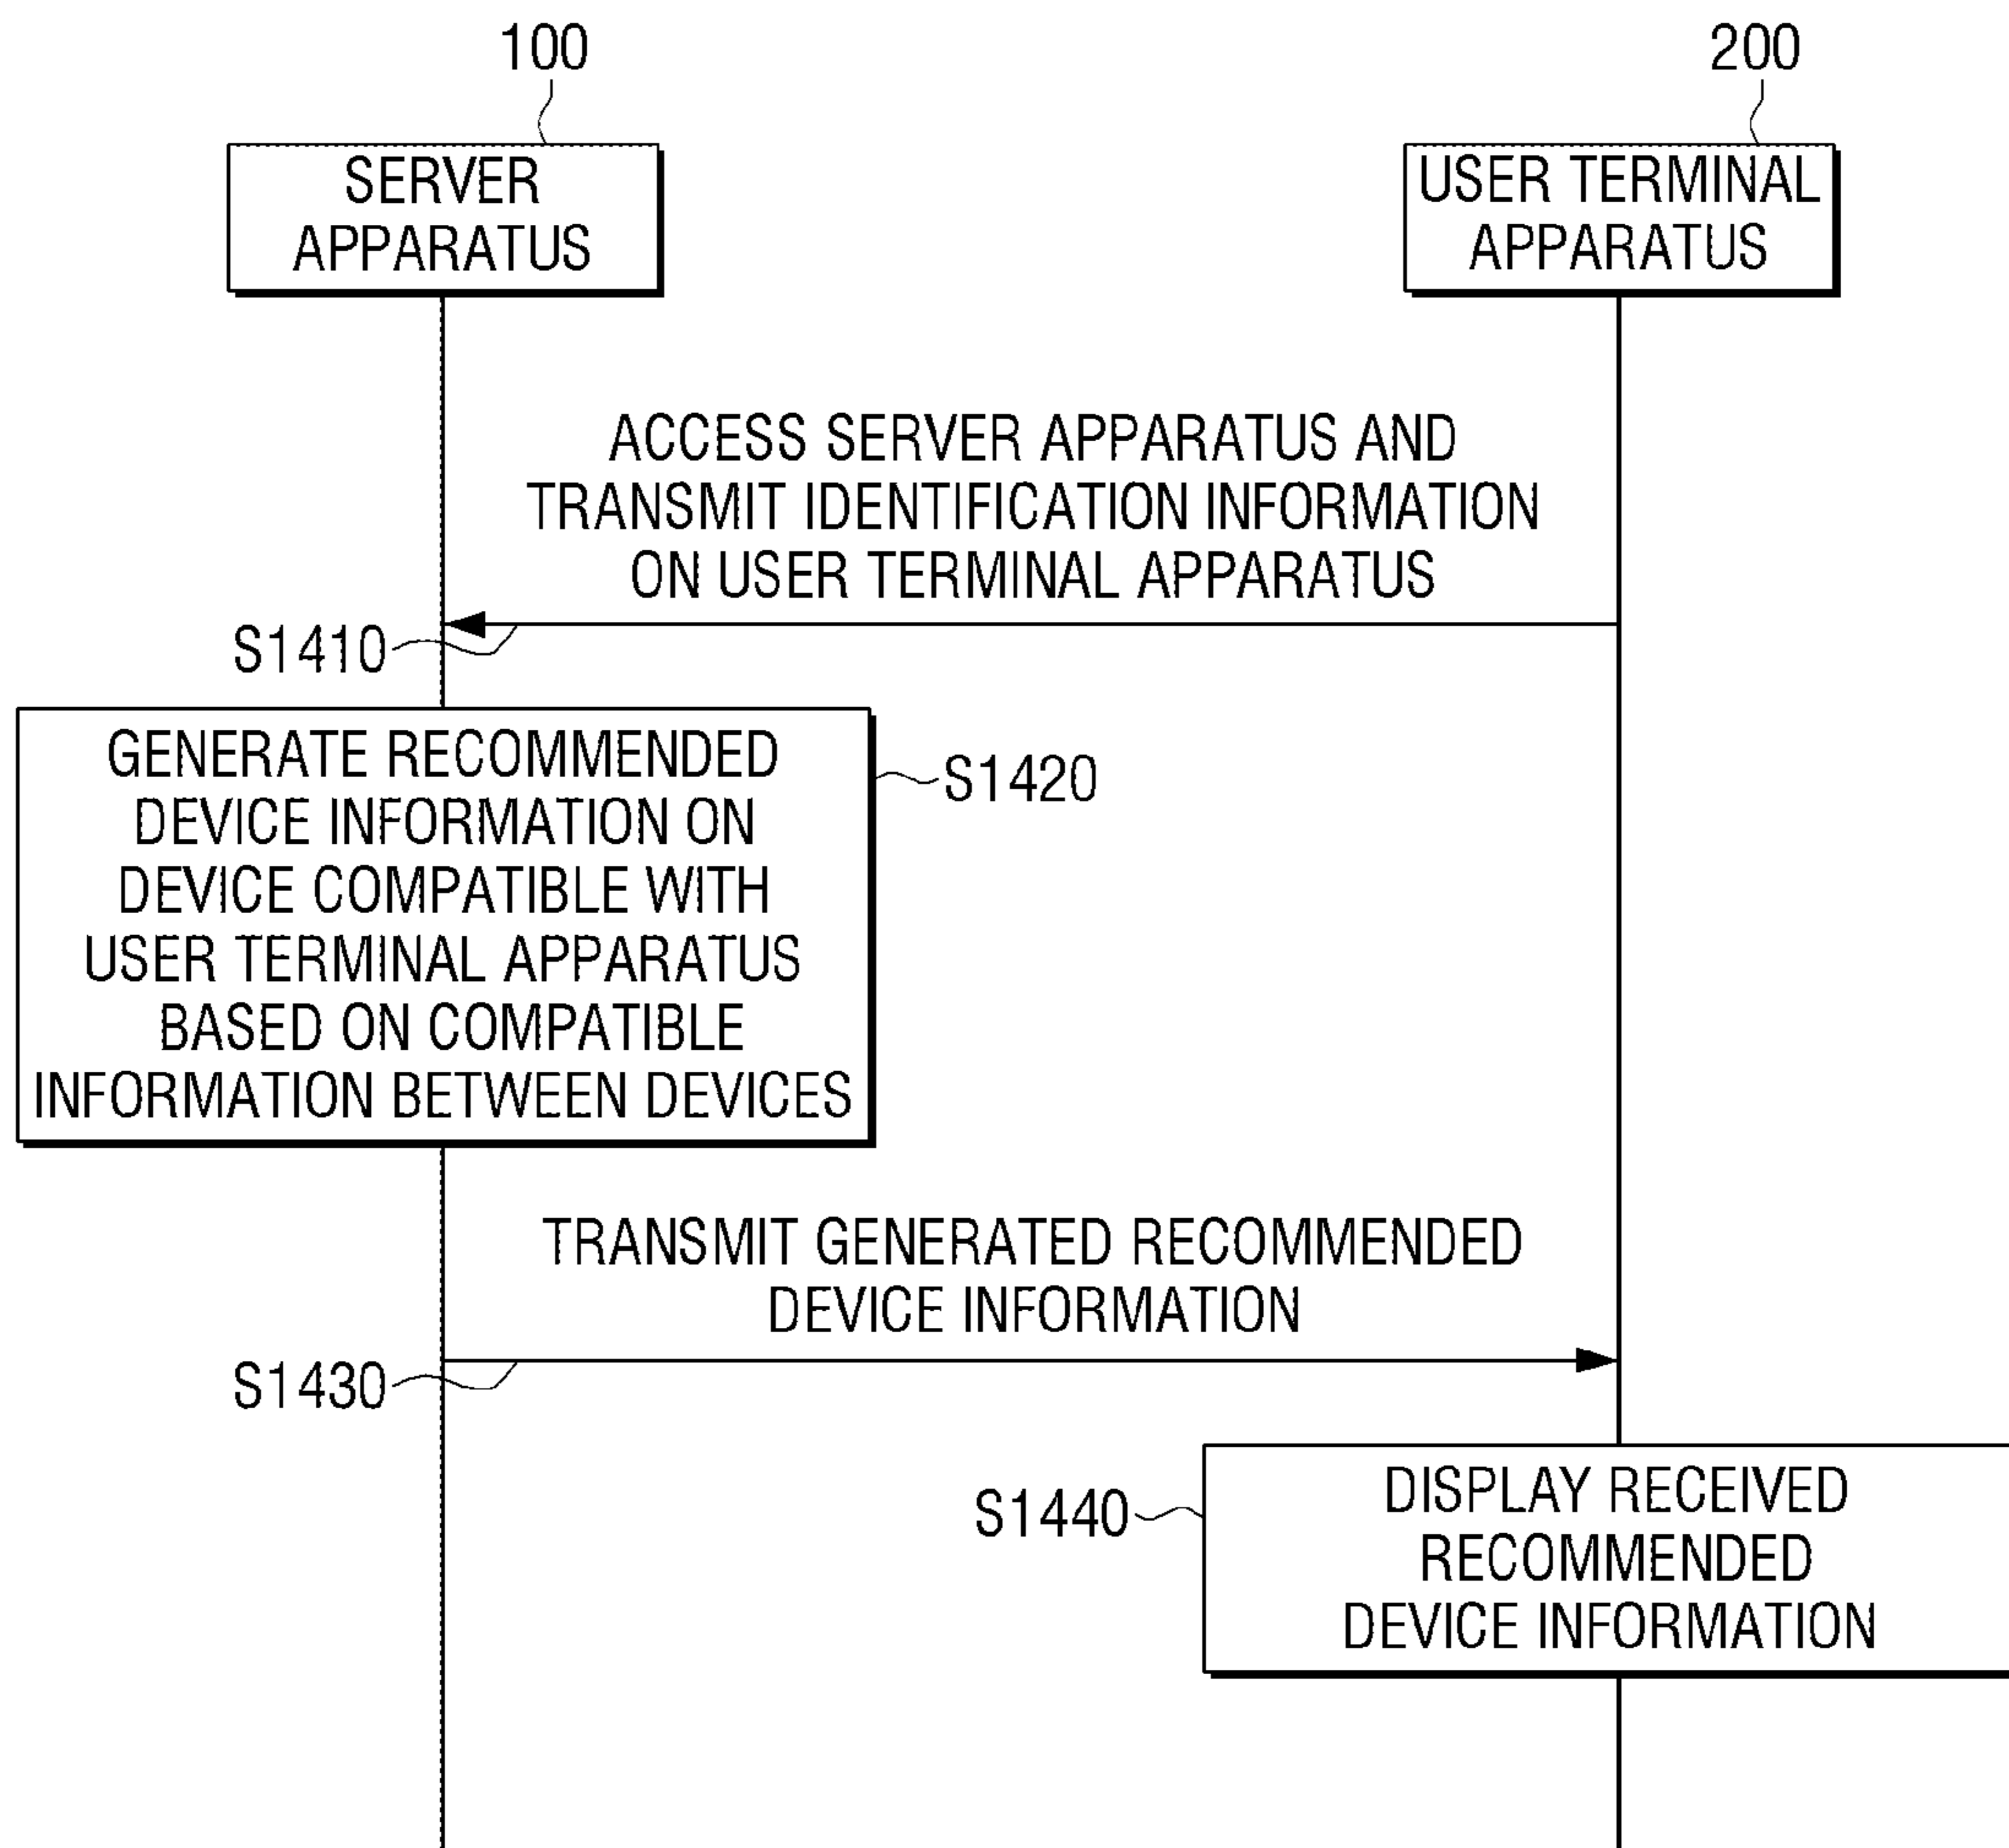 100
200
SERVER
APPARATUS
USER TERMINAL
APPARATUS
ACCESS SERVER APPARATUS AND
TRANSMIT IDENTIFICATION INFORMATION
ON USER TERMINAL APPARATUS
S1410
GENERATE RECOMMENDED
DEVICE INFORMATION ON
DEVICE COMPATIBLE WITH
USER TERMINAL APPARATUS
BASED ON COMPATIBLE
INFORMATION BETWEEN DEVICES
S1420
TRANSMIT GENERATED RECOMMENDED
DEVICE INFORMATION
S1430
S1440
DISPLAY RECEIVED
RECOMMENDED
DEVICE INFORMATION